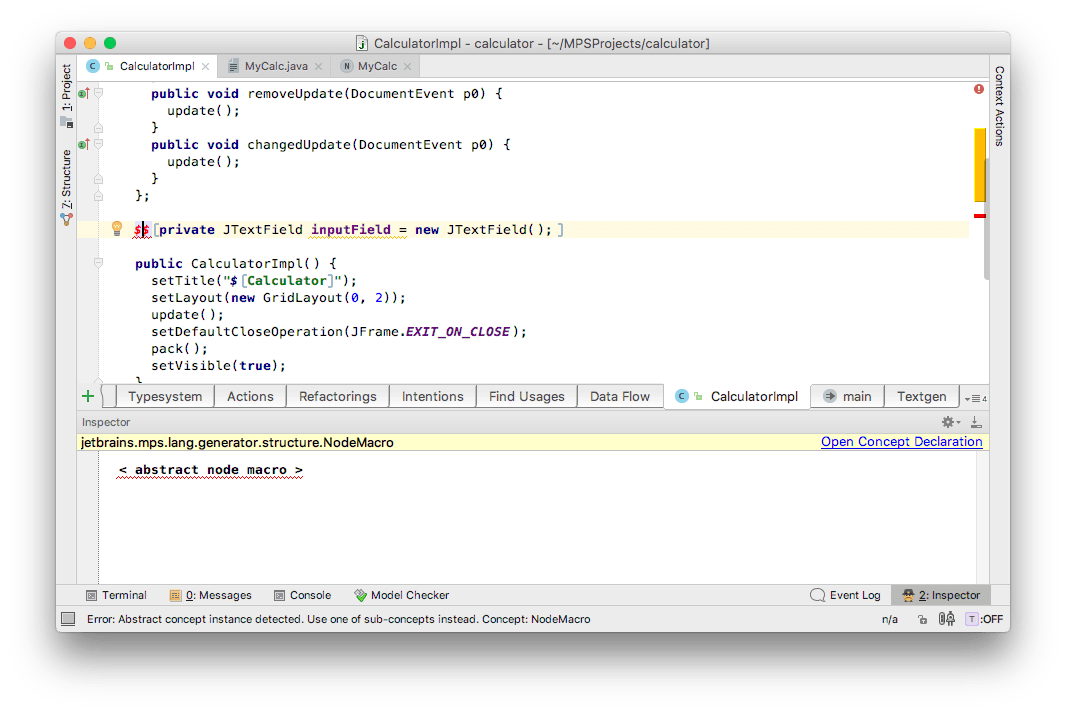 CalculatorImpl - calculator - [~/MPSProjects/calculator]
1: Project
Z: Structure
Context Actions
C CalculatorImpl
MyCalc.java
N MyCalc
public void removeUpdate(DocumentEvent p0) {
update();
}
public void changedUpdate(DocumentEvent p0) {
update();
}
};
$$[private JTextField inputField = new JTextField(); ]
public CalculatorImpl() {
setTitle("$[Calculator]");
setLayout(new GridLayout(0, 2));
update();
setDefaultCloseOperation(JFrame.EXIT_ON_CLOSE);
pack();
setVisible(true);
}
Typesystem
Actions
Refactorings
Intentions
Find Usages
Data Flow
C CalculatorImpl
main
Textgen
4
Inspector
jetbrains.mps.lang.generator.structure.NodeMacro
Open Concept Declaration
< abstract node macro >
Terminal
0: Messages
Console
Model Checker
Event Log
2: Inspector
Error: Abstract concept instance detected. Use one of sub-concepts instead. Concept: NodeMacro
n/a
T :OFF